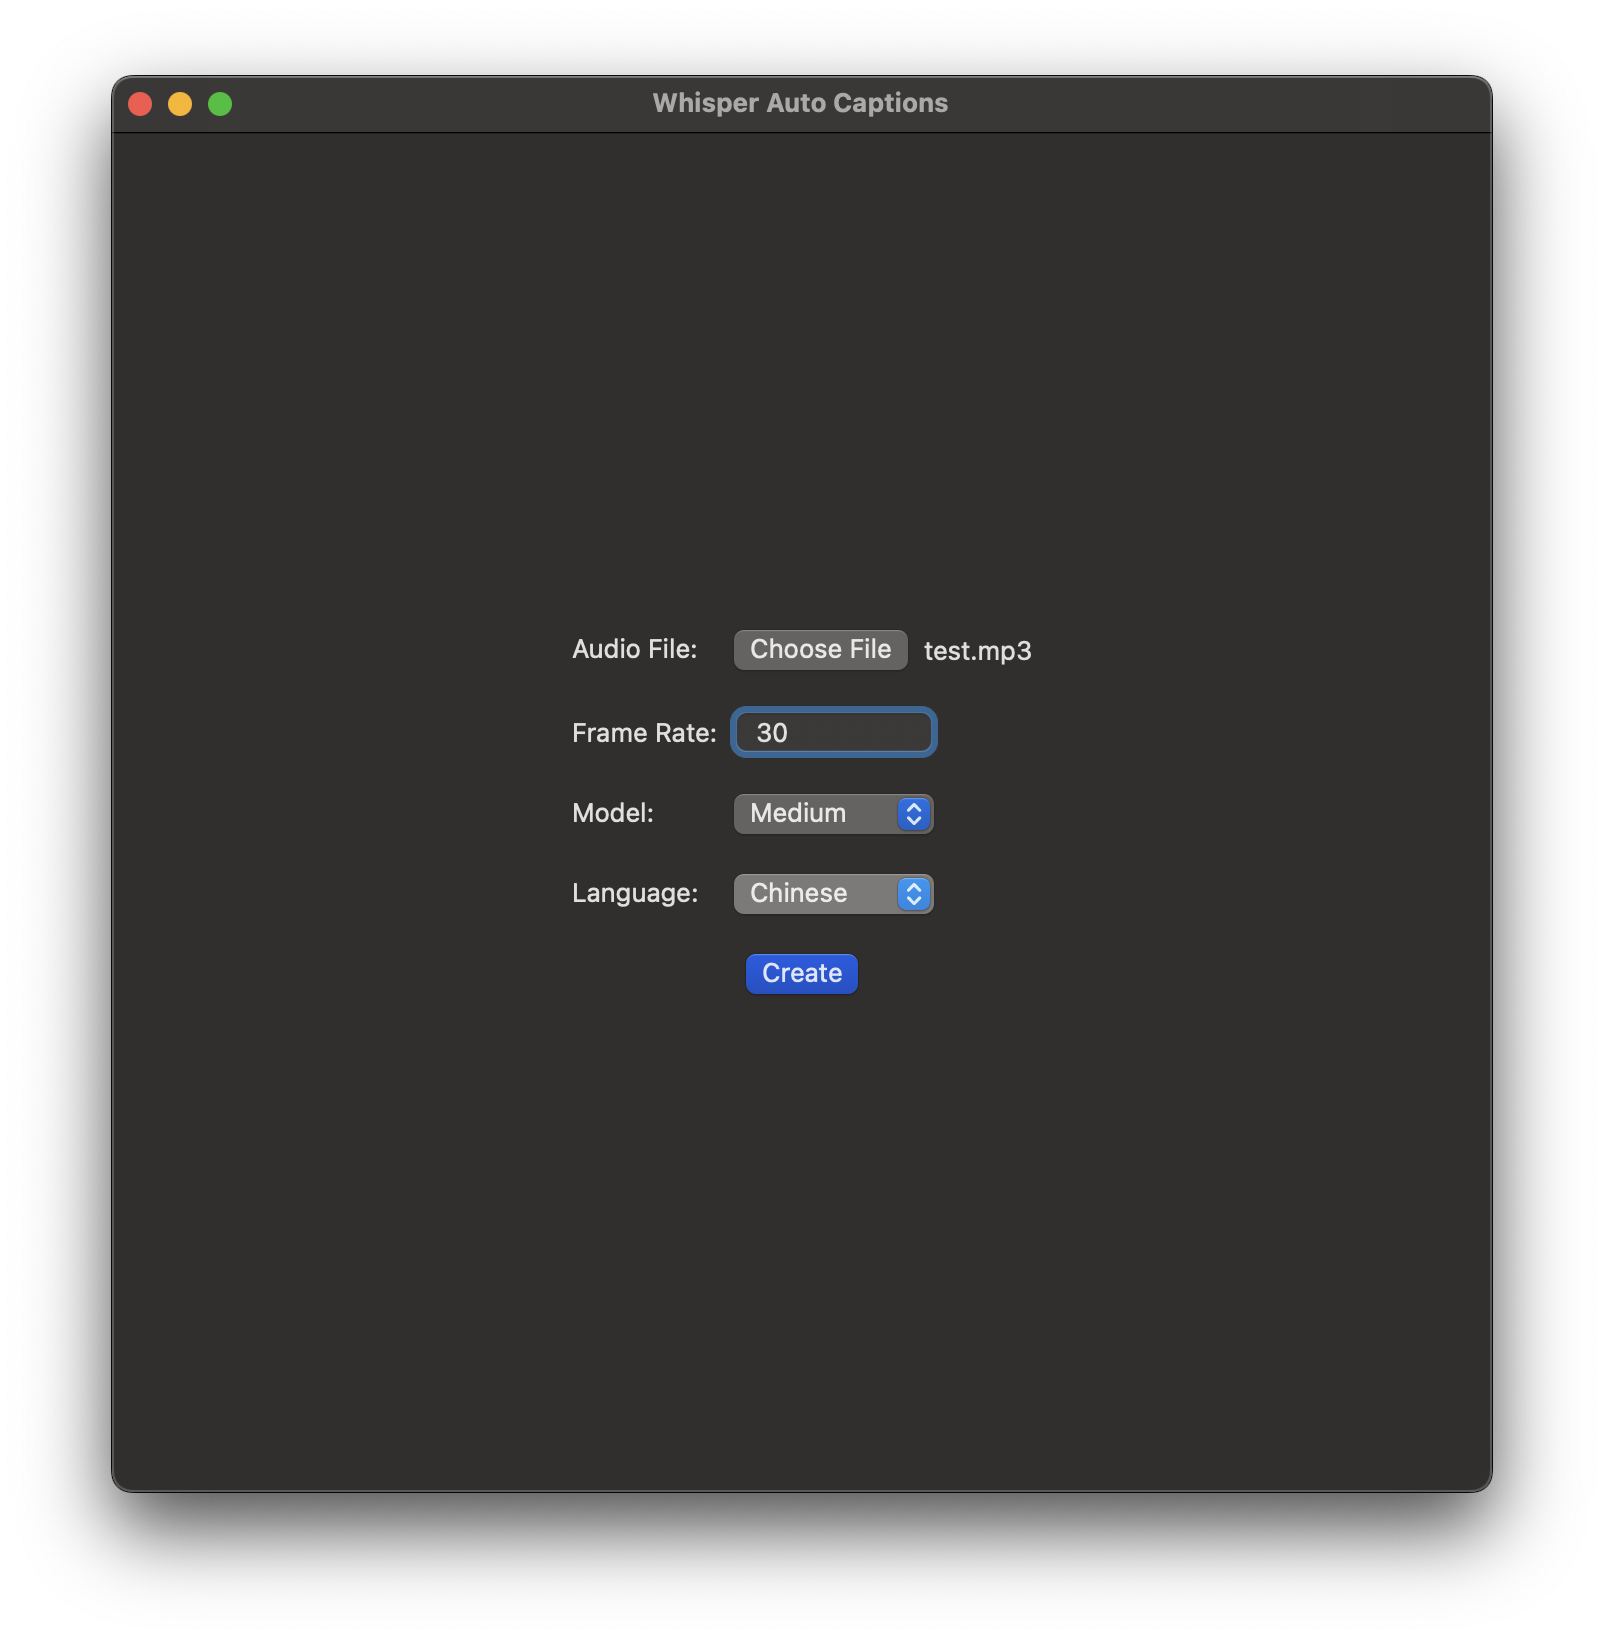 Whisper Auto Captions
Audio File: Choose File test.mp3
Frame Rate: 30
Model: Medium
Language: Chinese
Create